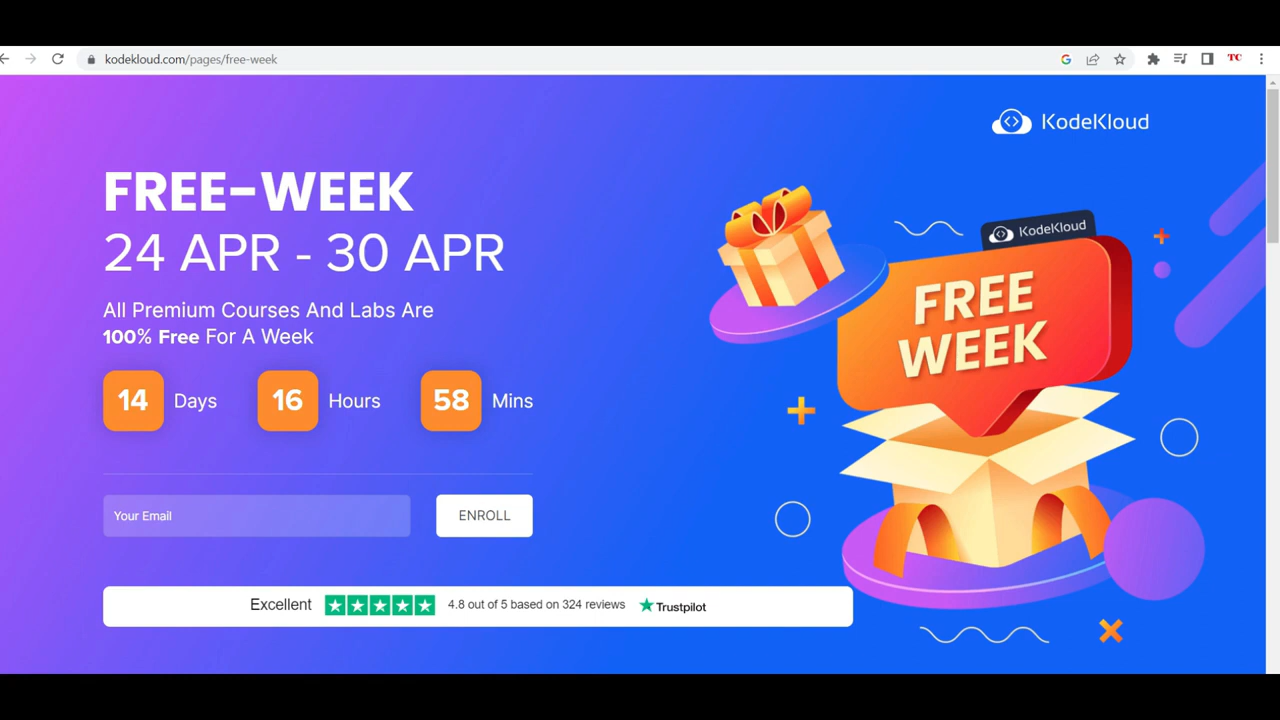 kodekloud.com/pages/free-week
TC
KodeKloud
FREE-WEEK
24 APR - 30 APR
All Premium Courses And Labs Are
100% Free For A Week
14 Days 16 Hours 58 Mins
Your Email
ENROLL
Excellent 4.8 out of 5 based on 324 reviews Trustpilot
KodeKloud
FREE
WEEK